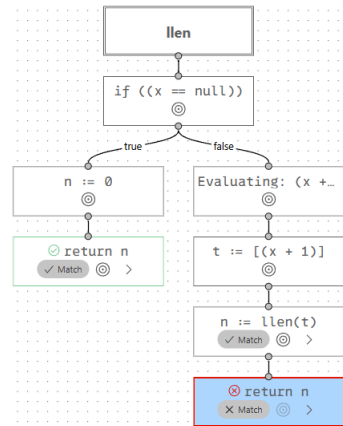 llen
if ((x == null))
true
false
n := 0
Evaluating: (x +…
return n
Match
t := [(x + 1)]
n := llen(t)
Match
return n
Match